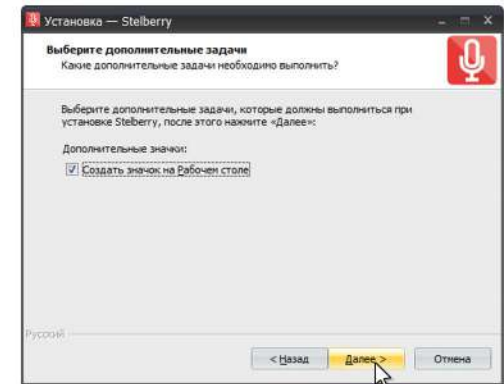 Установка — Stelberry
Выберите дополнительные задачи
Какие дополнительные задачи необходимо выполнить?
Выберите дополнительные задачи, которые должны выполниться при
установке Stelberry, после этого нажмите «Далее»:
Дополнительные значки:
Создать значок на Рабочем столе
Русский
< Назад
Далее >
Отмена